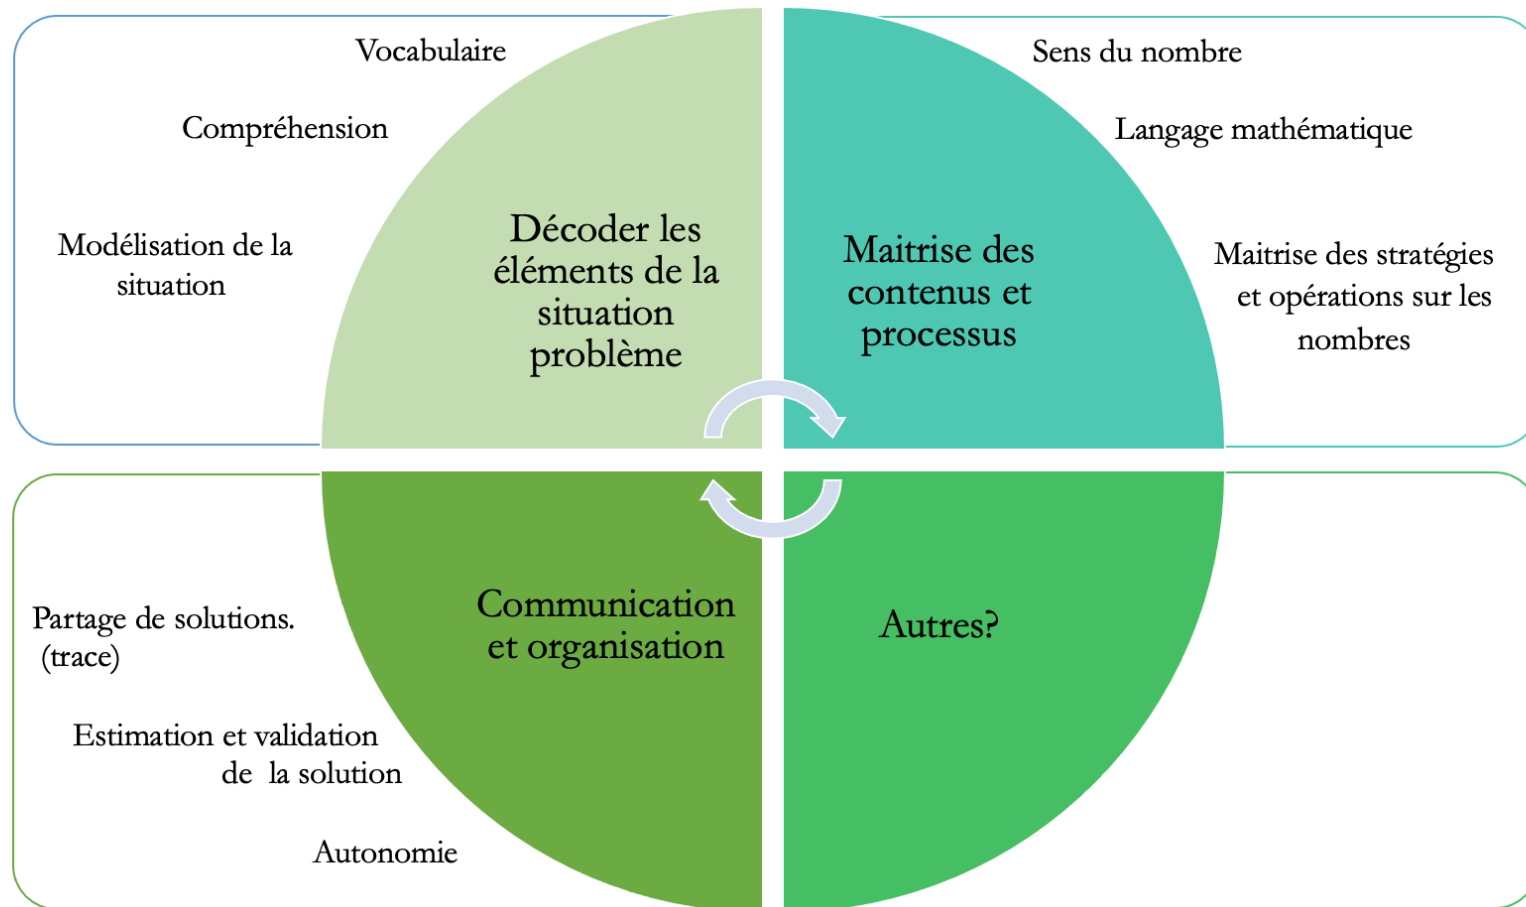 Vocabulaire
Compréhension
Modélisation de la
situation
Décoder les
éléments de la
situation
problème
Sens du nombre
Langage mathématique
Maitrise des stratégies
et opérations sur les
nombres
Maitrise des
contenus et
processus
Partage de solutions.
(trace)
Estimation et validation
de la solution
Autonomie
Communication
et organisation
Autres?